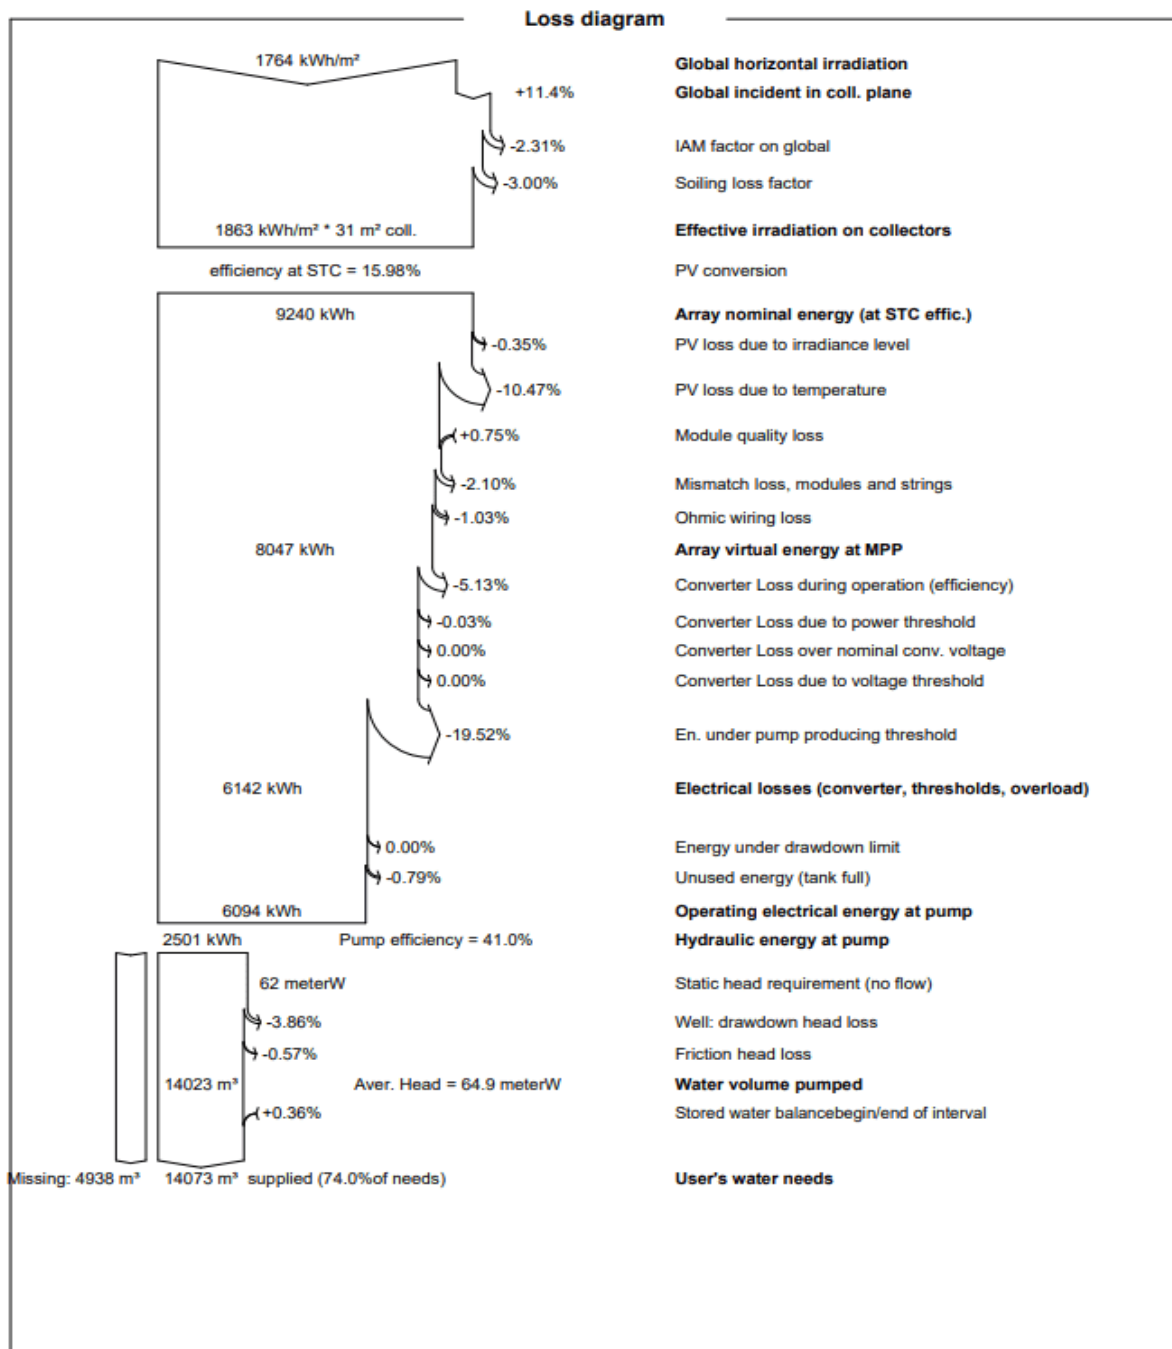 Loss diagram
1764 kWh/m² Global horizontal irradiation
+11.4% Global incident in coll. plane
-2.31% IAM factor on global
-3.00% Soiling loss factor
1863 kWh/m² * 31 m² coll. Effective irradiation on collectors
efficiency at STC = 15.98% PV conversion
9240 kWh Array nominal energy (at STC effic.)
-0.35% PV loss due to irradiance level
-10.47% PV loss due to temperature
+0.75% Module quality loss
-2.10% Mismatch loss, modules and strings
-1.03% Ohmic wiring loss
8047 kWh Array virtual energy at MPP
-5.13% Converter Loss during operation (efficiency)
-0.03% Converter Loss due to power threshold
0.00% Converter Loss over nominal conv. voltage
0.00% Converter Loss due to voltage threshold
-19.52% En. under pump producing threshold
6142 kWh Electrical losses (converter, thresholds, overload)
0.00% Energy under drawdown limit
-0.79% Unused energy (tank full)
6094 kWh Operating electrical energy at pump
2501 kWh Pump efficiency = 41.0% Hydraulic energy at pump
62 meterW Static head requirement (no flow)
-3.86% Well: drawdown head loss
-0.57% Friction head loss
14023 m³ Aver. Head = 64.9 meterW Water volume pumped
+0.36% Stored water balancebegin/end of interval
Missing: 4938 m³ 14073 m³ supplied (74.0%of needs) User's water needs